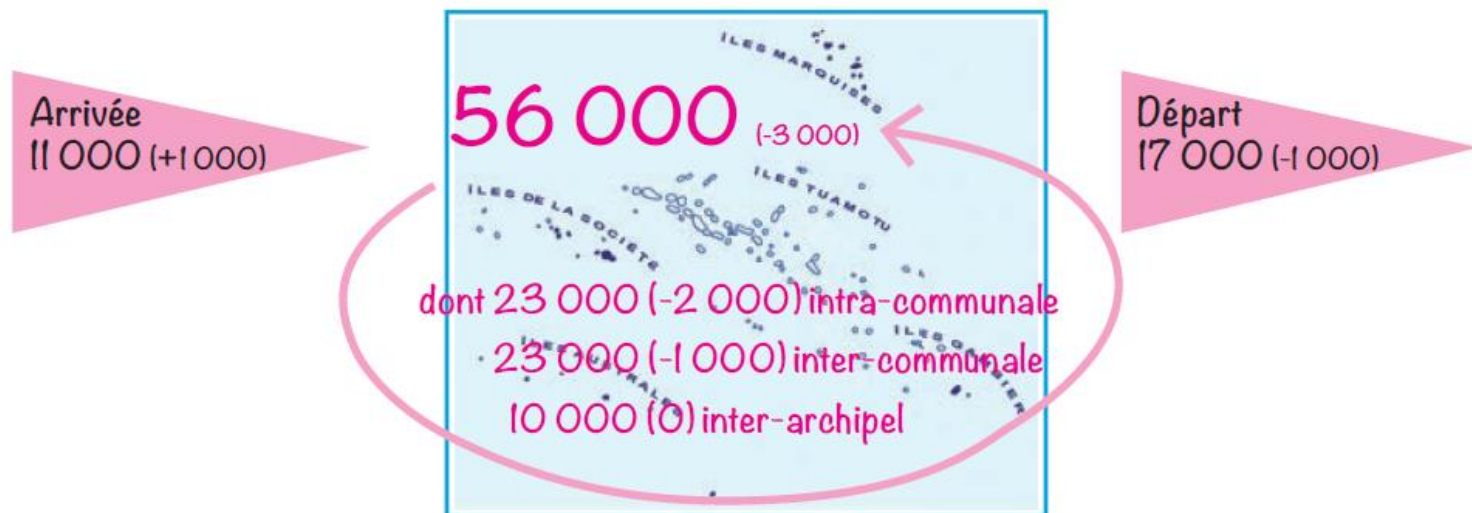 Arrivée
11 000 (+1 000)
ÎLES MARQUISES
56 000 (-3 000)
Départ
17 000 (-1 000)
ÎLES TUAMOTU
ÎLES DE LA SOCIÉTÉ
dont 23 000 (-2 000) intra-communale
ÎLES GAMBIER
ÎLES AUSTRALES
23 000 (-1 000) inter-communale
10 000 (0) inter-archipel